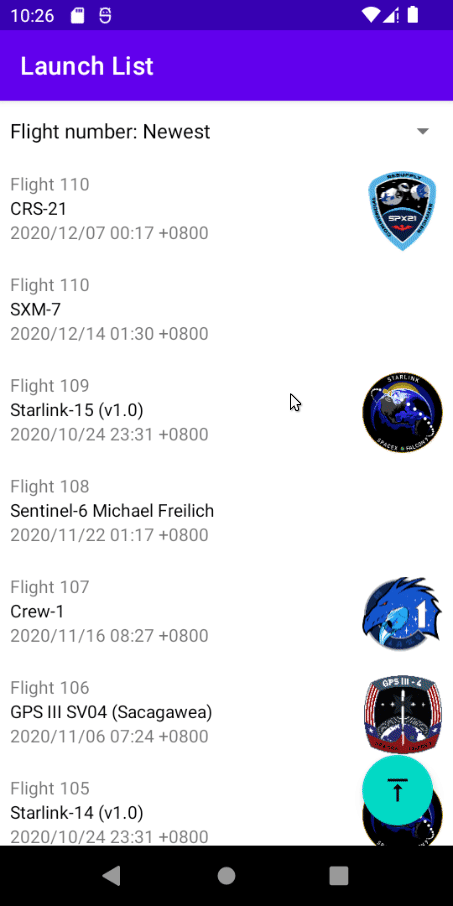 10:26
Launch List
Flight number: Newest
Flight 110
CRS-21
2020/12/07 00:17 +0800
SPX21
Flight 110
SXM-7
2020/12/14 01:30 +0800
Flight 109
Starlink-15 (v1.0)
2020/10/24 23:31 +0800
STARLINK
Flight 108
Sentinel-6 Michael Freilich
2020/11/22 01:17 +0800
Flight 107
Crew-1
2020/11/16 08:27 +0800
1
Flight 106
GPS III SV04 (Sacagawea)
2020/11/06 07:24 +0800
GPS III - 4
Flight 105
Starlink-14 (v1.0)
2020/10/24 23:31 +0800